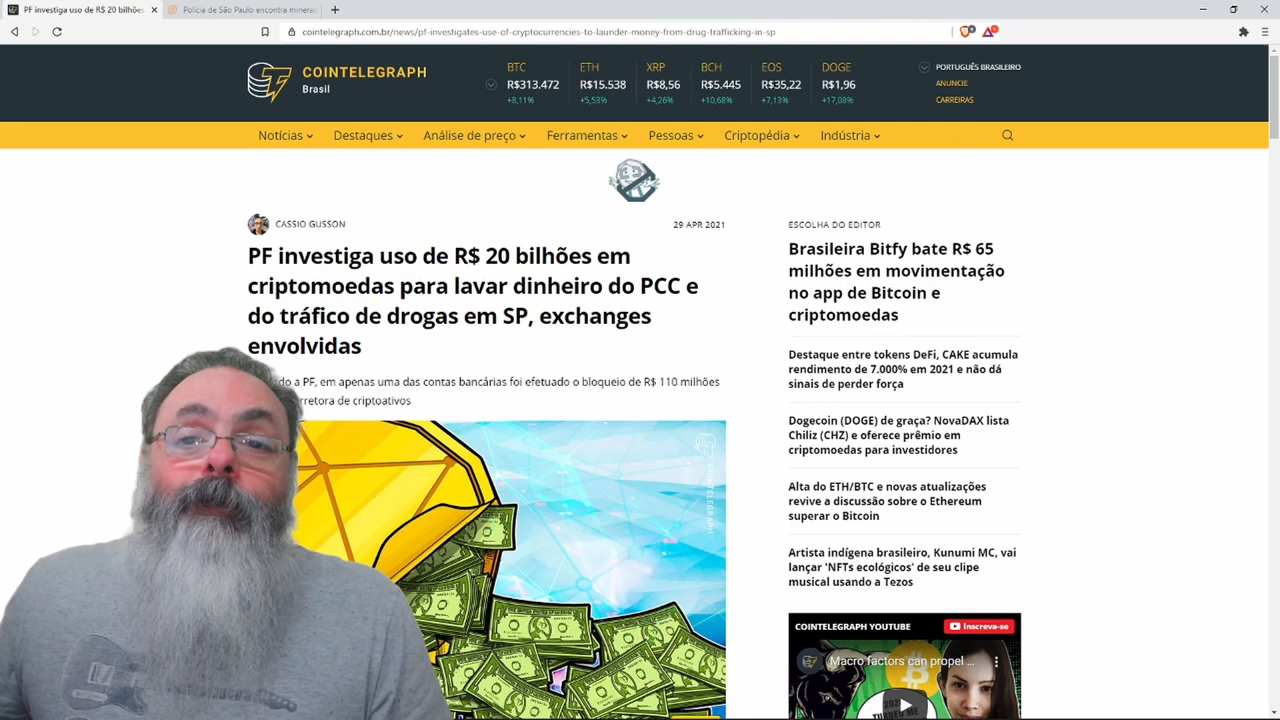 PF investiga uso de R$ 20 bilhões
Polícia de São Paulo encontra minera
cointelegraph.com.br/news/pf-investigates-use-of-cryptocurrencies-to-launder-money-from-drug-trafficking-in-sp
COINTELEGRAPH
Brasil
BTC ETH XRP BCH EOS DOGE
R$313.472 R$15.538 R$8,56 R$5.445 R$35,22 R$1,96
+8,11% +5,53% +4,26% +10,68% +7,13% +17,08%
PORTUGUÊS BRASILEIRO
ANUNCIE
CARREIRAS
Notícias Destaques Análise de preço Ferramentas Pessoas Criptopédia Indústria
CASSIO GUSSON
29 APR 2021
PF investiga uso de R$ 20 bilhões em
criptomoedas para lavar dinheiro do PCC e
do tráfico de drogas em SP, exchanges
envolvidas
do a PF, em apenas uma das contas bancárias foi efetuado o bloqueio de R$ 110 milhões
rretora de criptoativos
COINTELEGRAPH
ESCOLHA DO EDITOR
Brasileira Bitfy bate R$ 65
milhões em movimentação
no app de Bitcoin e
criptomoedas
Destaque entre tokens DeFi, CAKE acumula
rendimento de 7.000% em 2021 e não dá
sinais de perder força
Dogecoin (DOGE) de graça? NovaDAX lista
Chiliz (CHZ) e oferece prêmio em
criptomoedas para investidores
Alta do ETH/BTC e novas atualizações
revive a discussão sobre o Ethereum
superar o Bitcoin
Artista indígena brasileiro, Kunumi MC, vai
lançar 'NFTs ecológicos' de seu clipe
musical usando a Tezos
COINTELEGRAPH YOUTUBE
Inscreva-se
Macro factors can propel ...